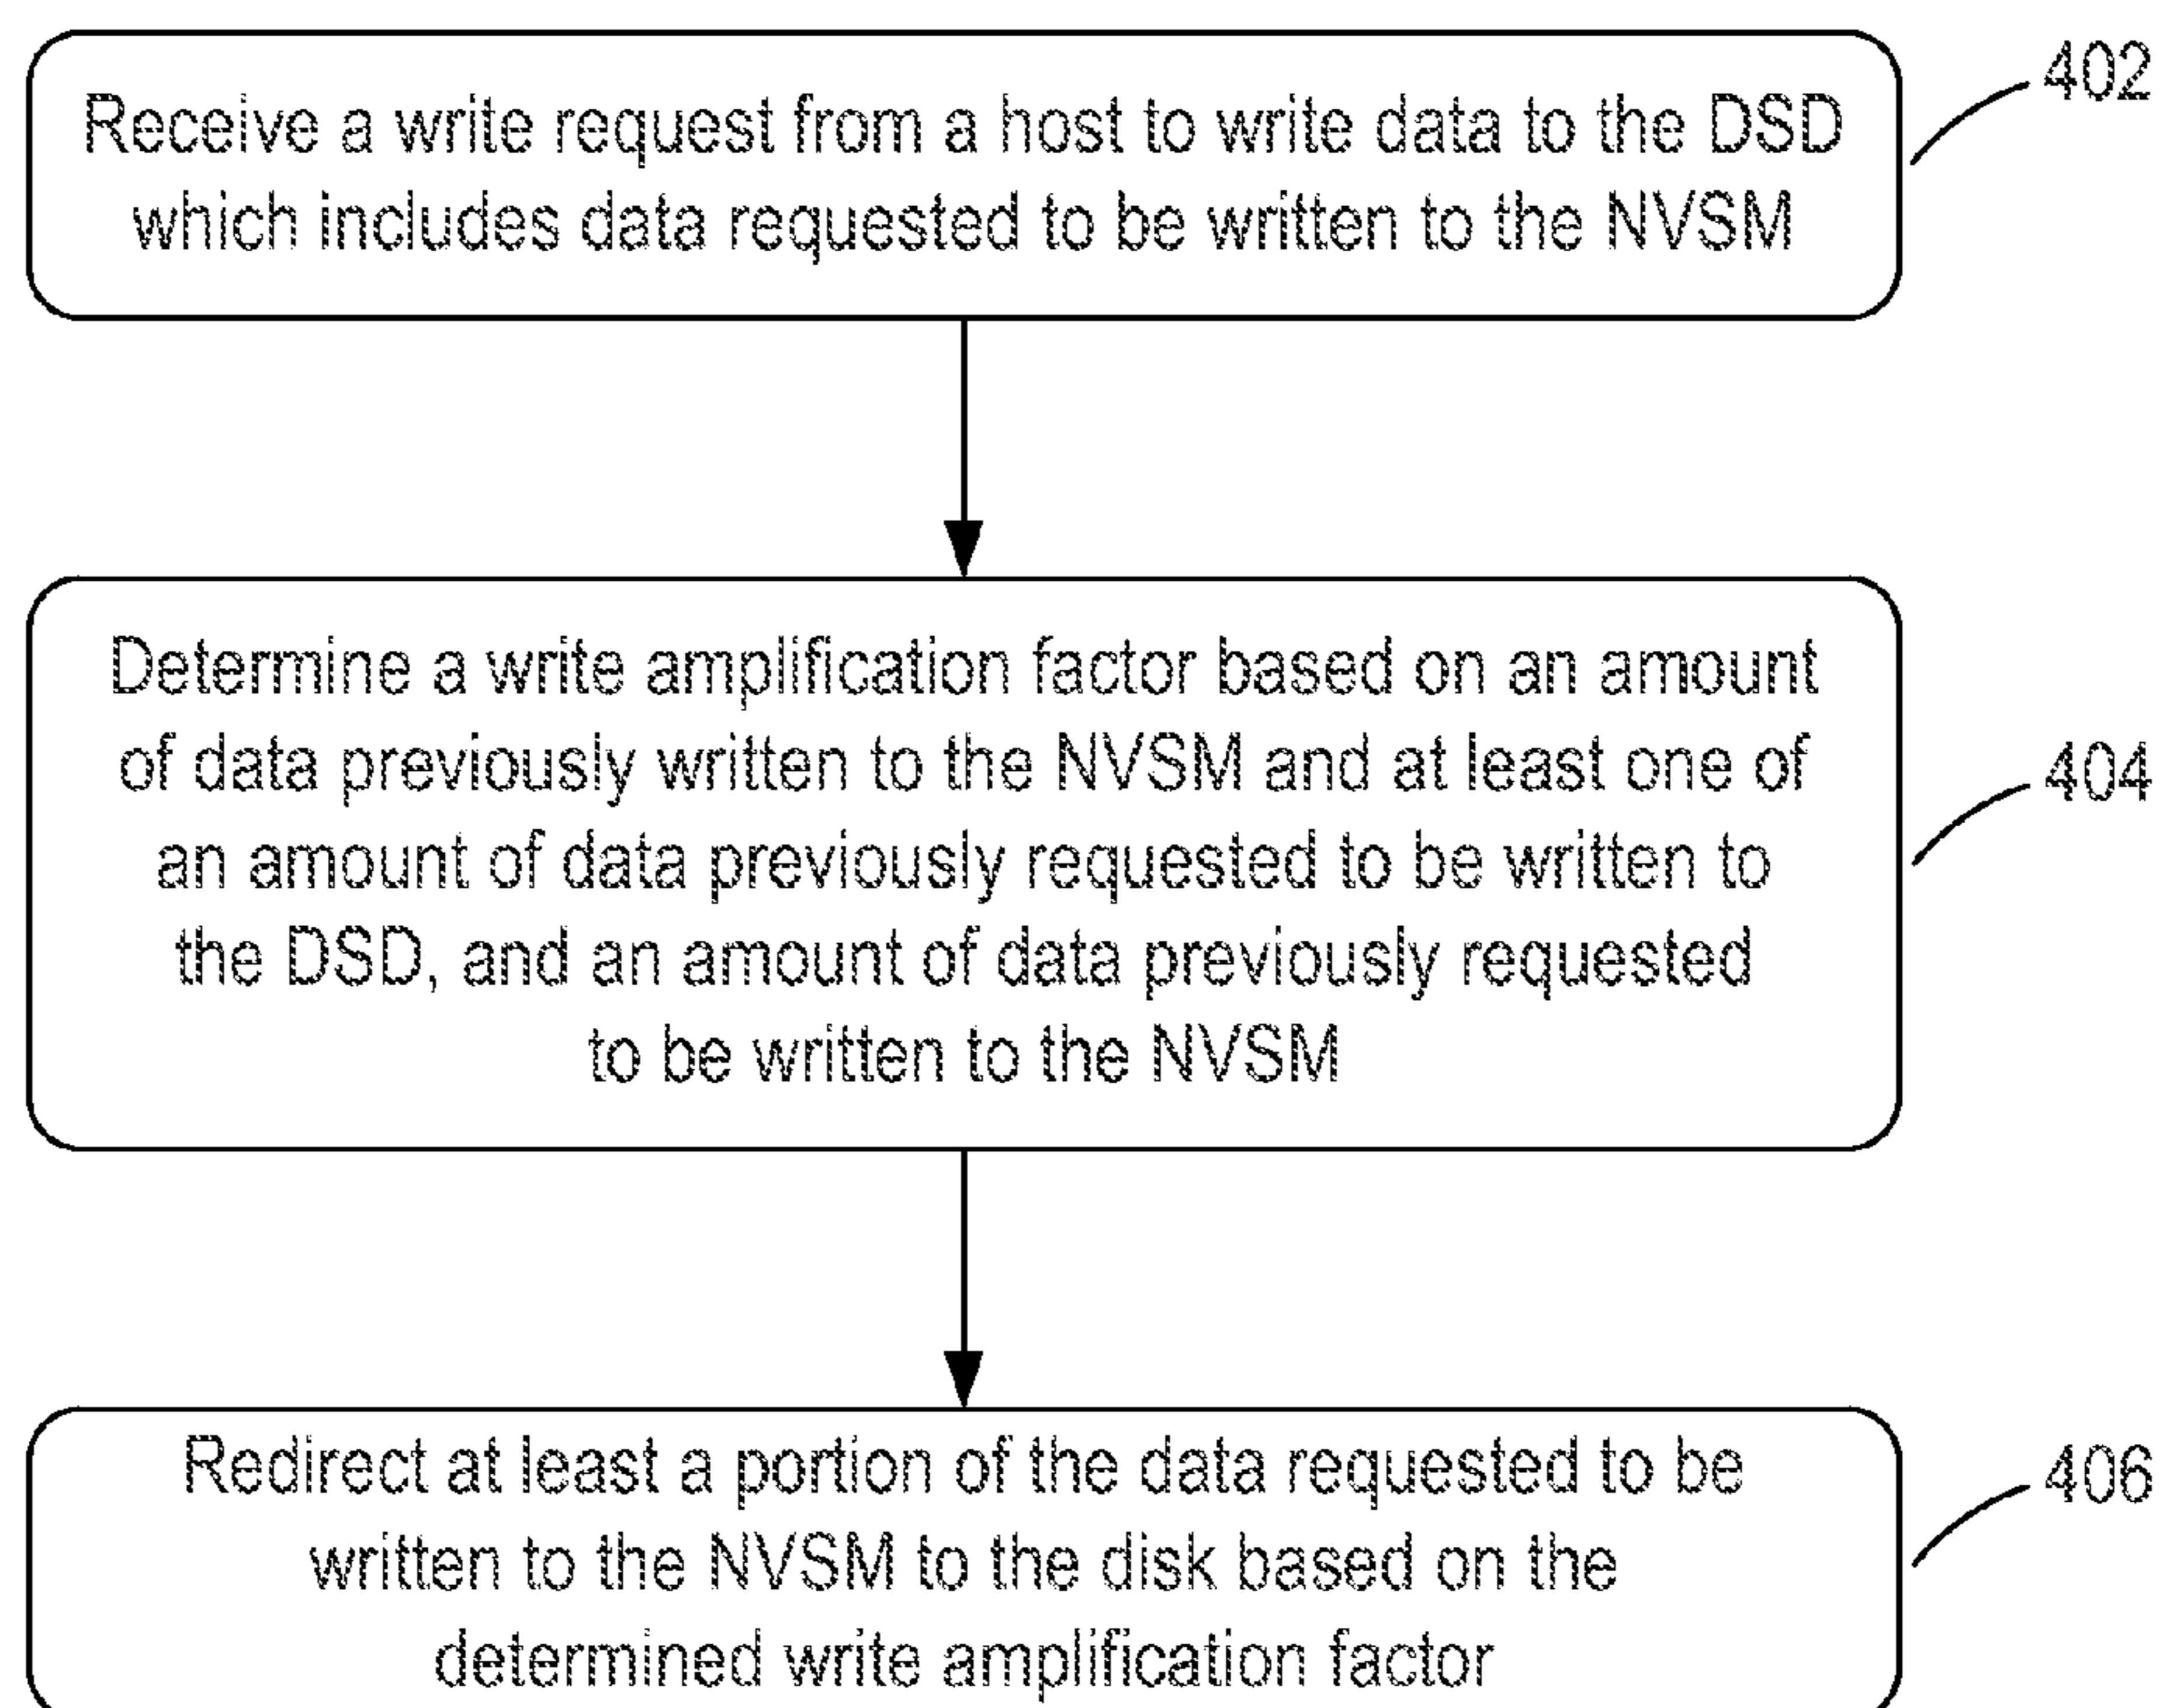 Receive a write request from a host to write data to the DSD
which includes data requested to be written to the NVSM
402
Determine a write amplification factor based on an amount
of data previously written to the NVSM and at least one of
an amount of data previously requested to be written to
the DSD, and an amount of data previously requested
to be written to the NVSM
404
Redirect at least a portion of the data requested to be
written to the NVSM to the disk based on the
determined write amplification factor
406